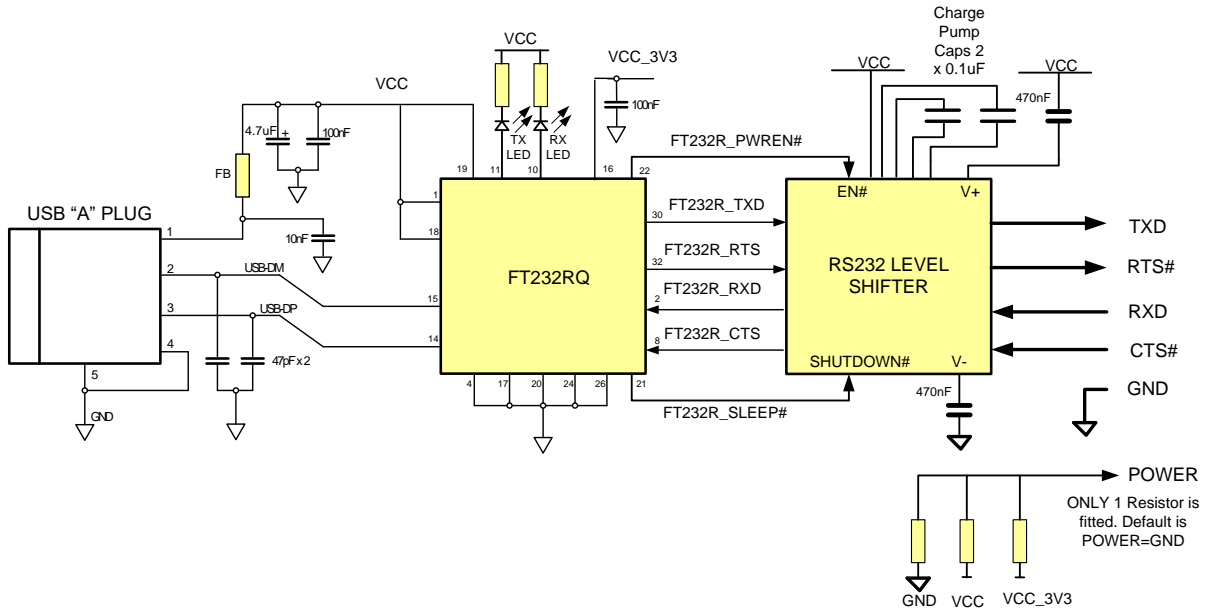 Charge
Pump
Caps 2
x 0.1uF
VCC
VCC
470nF
VCC
VCC_3V3
100nF
TX
LED
RX
LED
VCC
4.7uF
+
100nF
FB
10nF
USB "A" PLUG
1
2
3
4
5
GND
USB-DM
USB-DP
47pF x 2
19
11
10
16
22
1
18
15
14
FT232RQ
30
32
2
8
4
17
20
24
26
21
FT232R_PWREN#
FT232R_TXD
FT232R_RTS
FT232R_RXD
FT232R_CTS
FT232R_SLEEP#
EN#
V+
RS232 LEVEL
SHIFTER
SHUTDOWN#
V-
470nF
TXD
RTS#
RXD
CTS#
GND
POWER
ONLY 1 Resistor is
fitted. Default is
POWER=GND
GND
VCC
VCC_3V3